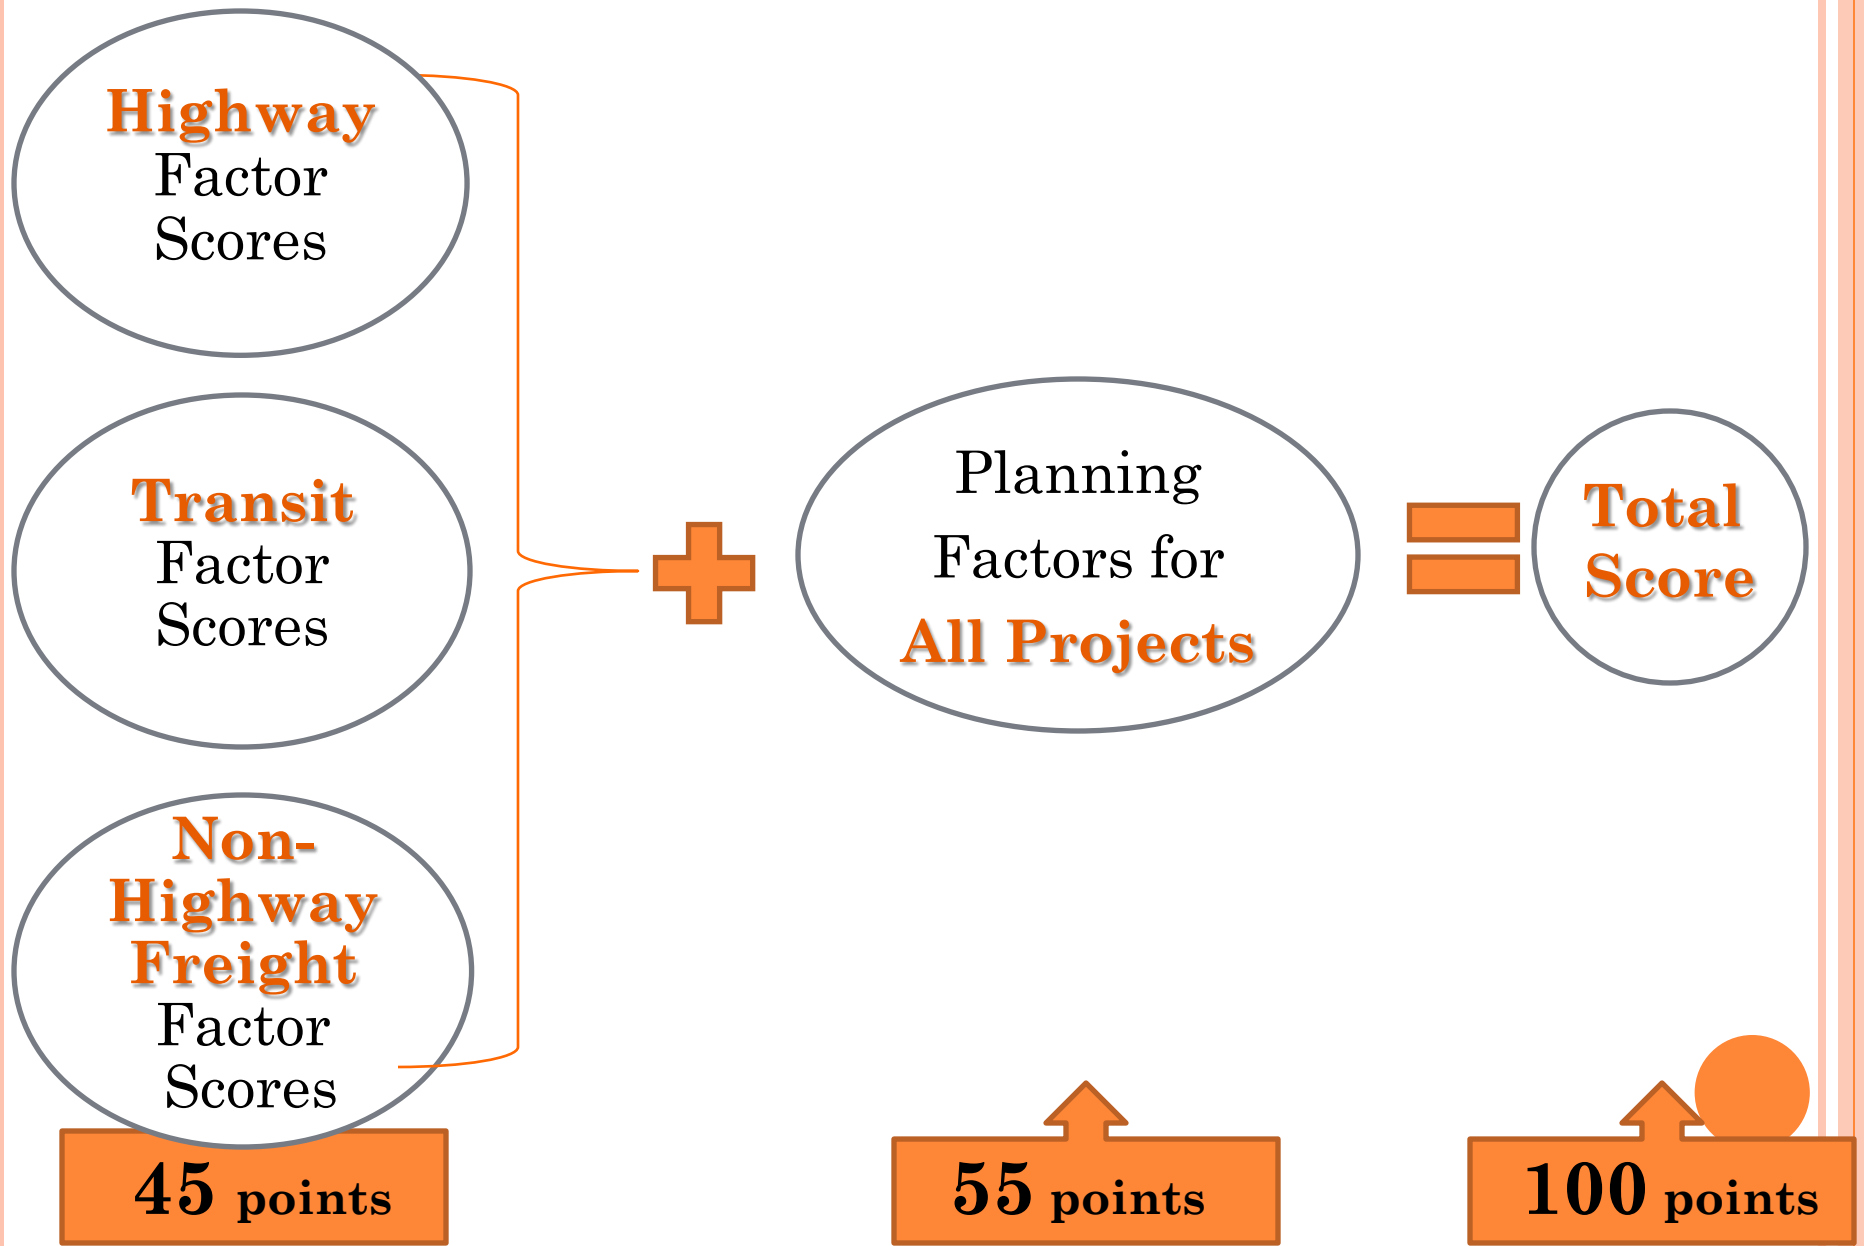 Highway
Factor
Scores
Transit
Factor
Scores
Non-
Highway
Freight
Factor
Scores
45 points
Planning
Factors for
All Projects
55 points
Total
Score
100 points